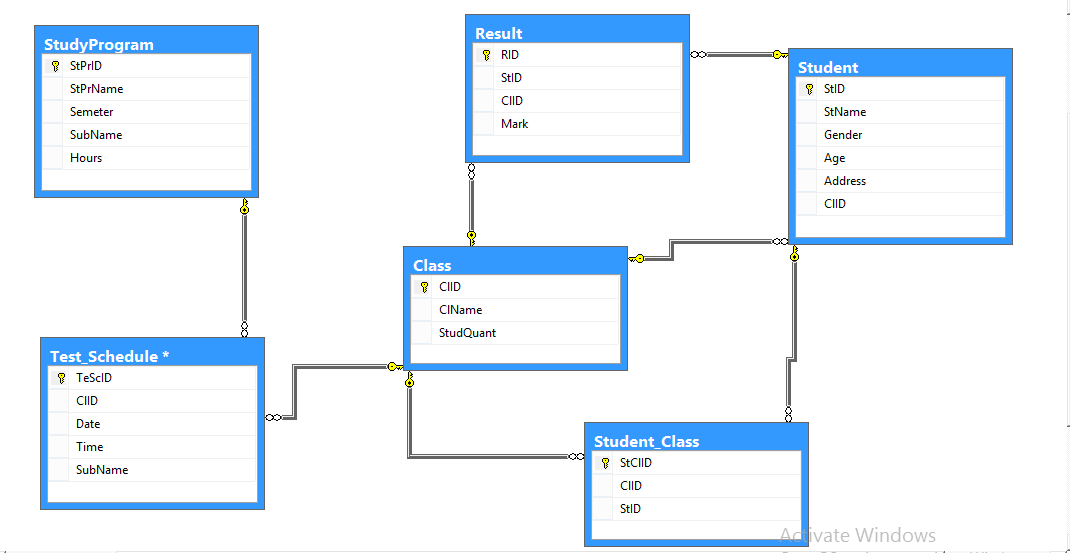 StudyProgram
StPrID
StPrName
Semeter
SubName
Hours
Result
RID
StID
ClID
Mark
Student
StID
StName
Gender
Age
Address
ClID
Class
ClID
ClName
StudQuant
Test_Schedule *
TeScID
ClID
Date
Time
SubName
Student_Class
StClID
ClID
StID
Activate Windows